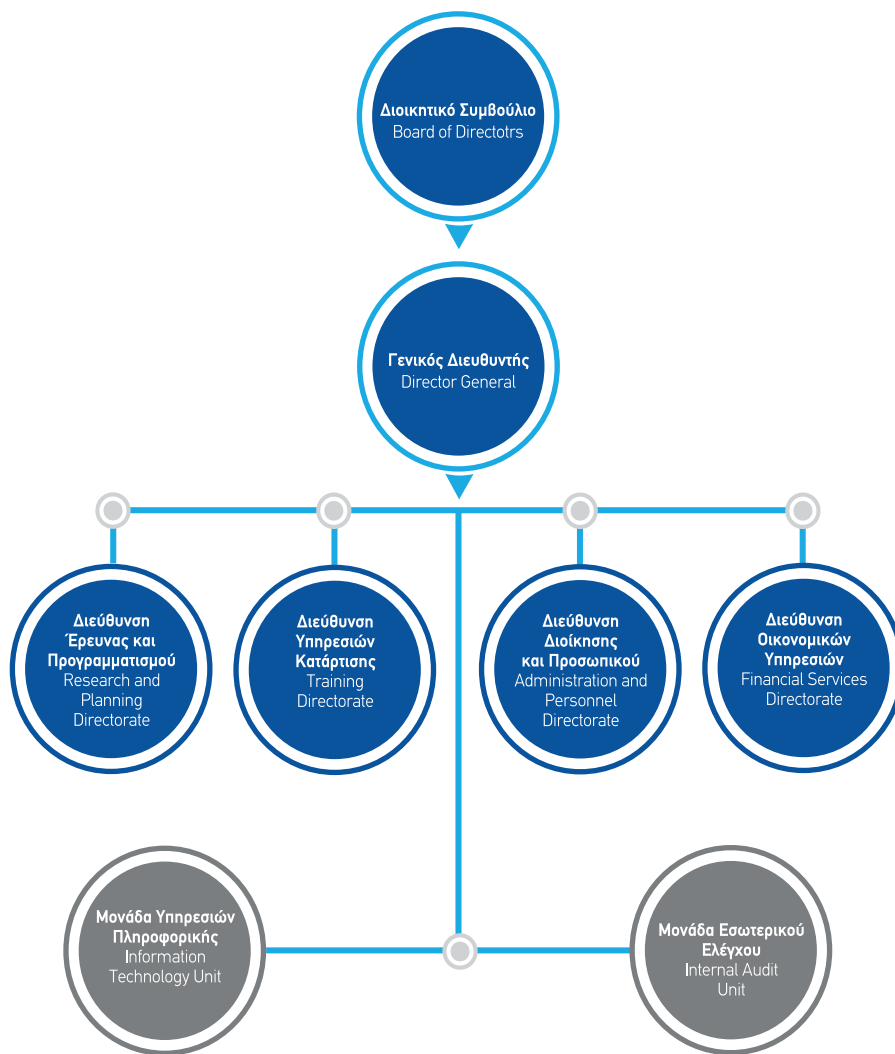 Διοικητικό Συμβούλιο
Board of Directotrs
Γενικός Διευθυντής
Director General
Διεύθυνση
Έρευνας και
Προγραμματισμού
Research and
Planning
Directorate
Διεύθυνση
Υπηρεσιών
Κατάρτισης
Training
Directorate
Διεύθυνση
Διοίκησης
και Προσωπικού
Administration and
Personnel
Directorate
Διεύθυνση
Οικονομικών
Υπηρεσιών
Financial Services
Directorate
Μονάδα Υπηρεσιών
Πληροφορικής
Information
Technology Unit
Μονάδα Εσωτερικού
Ελέγχου
Internal Audit
Unit